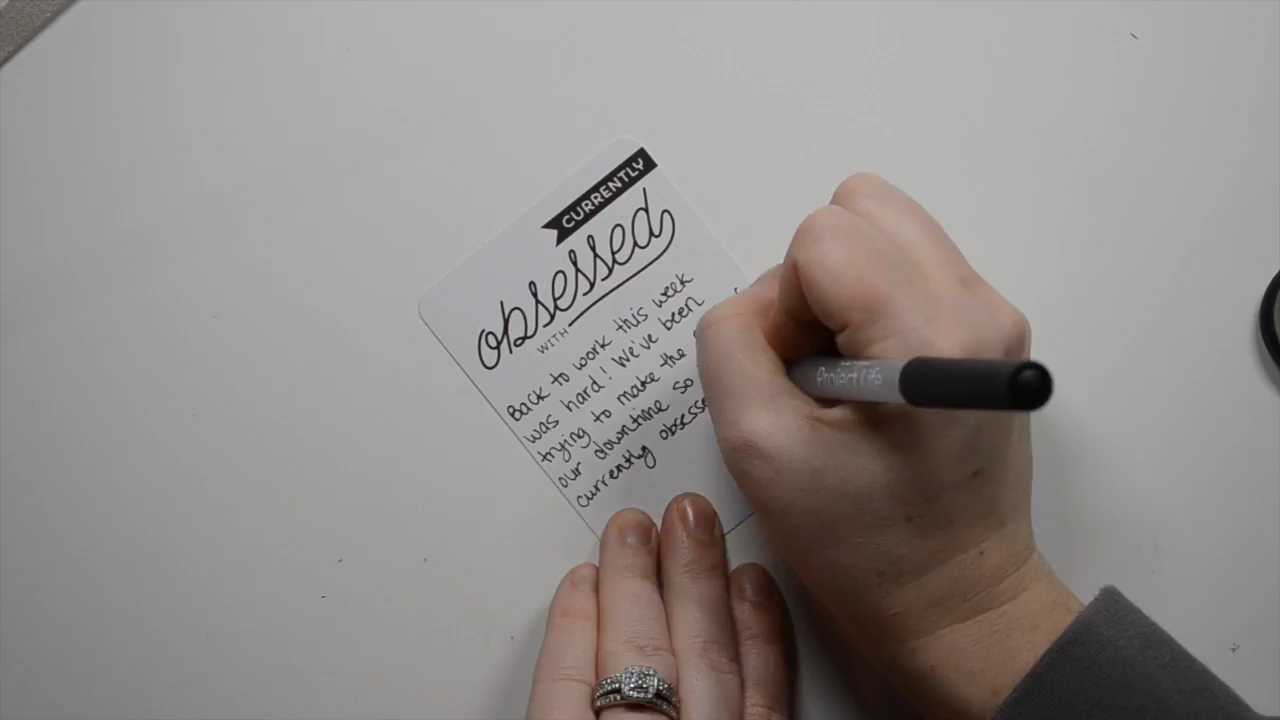 CURRENTLY
obsessed
WITH
Back to work this week
was hard! We've been
trying to make the
our downtime so
currently
Project Life